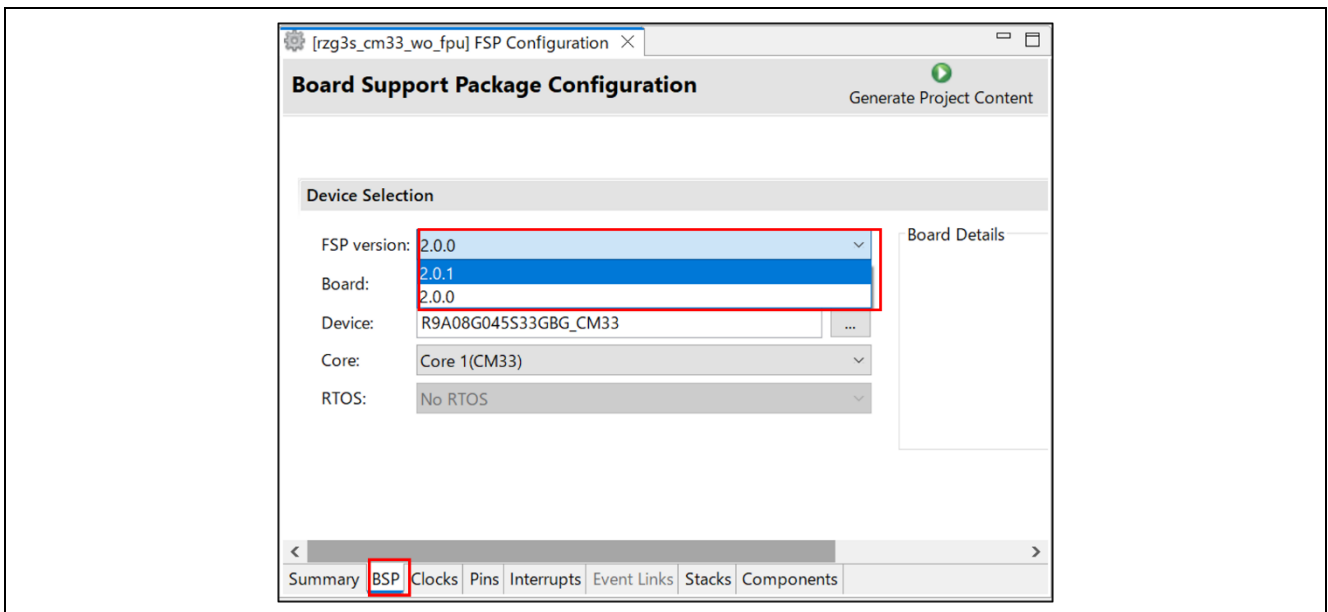 [rzg3s_cm33_wo_fpu] FSP Configuration
Board Support Package Configuration
Generate Project Content
Device Selection
FSP version: 2.0.0
Board Details
2.0.1
Board:
2.0.0
Device: R9A08G045S33GBG_CM33 ...
Core: Core 1(CM33)
RTOS: No RTOS
Summary BSP Clocks Pins Interrupts Event Links Stacks Components